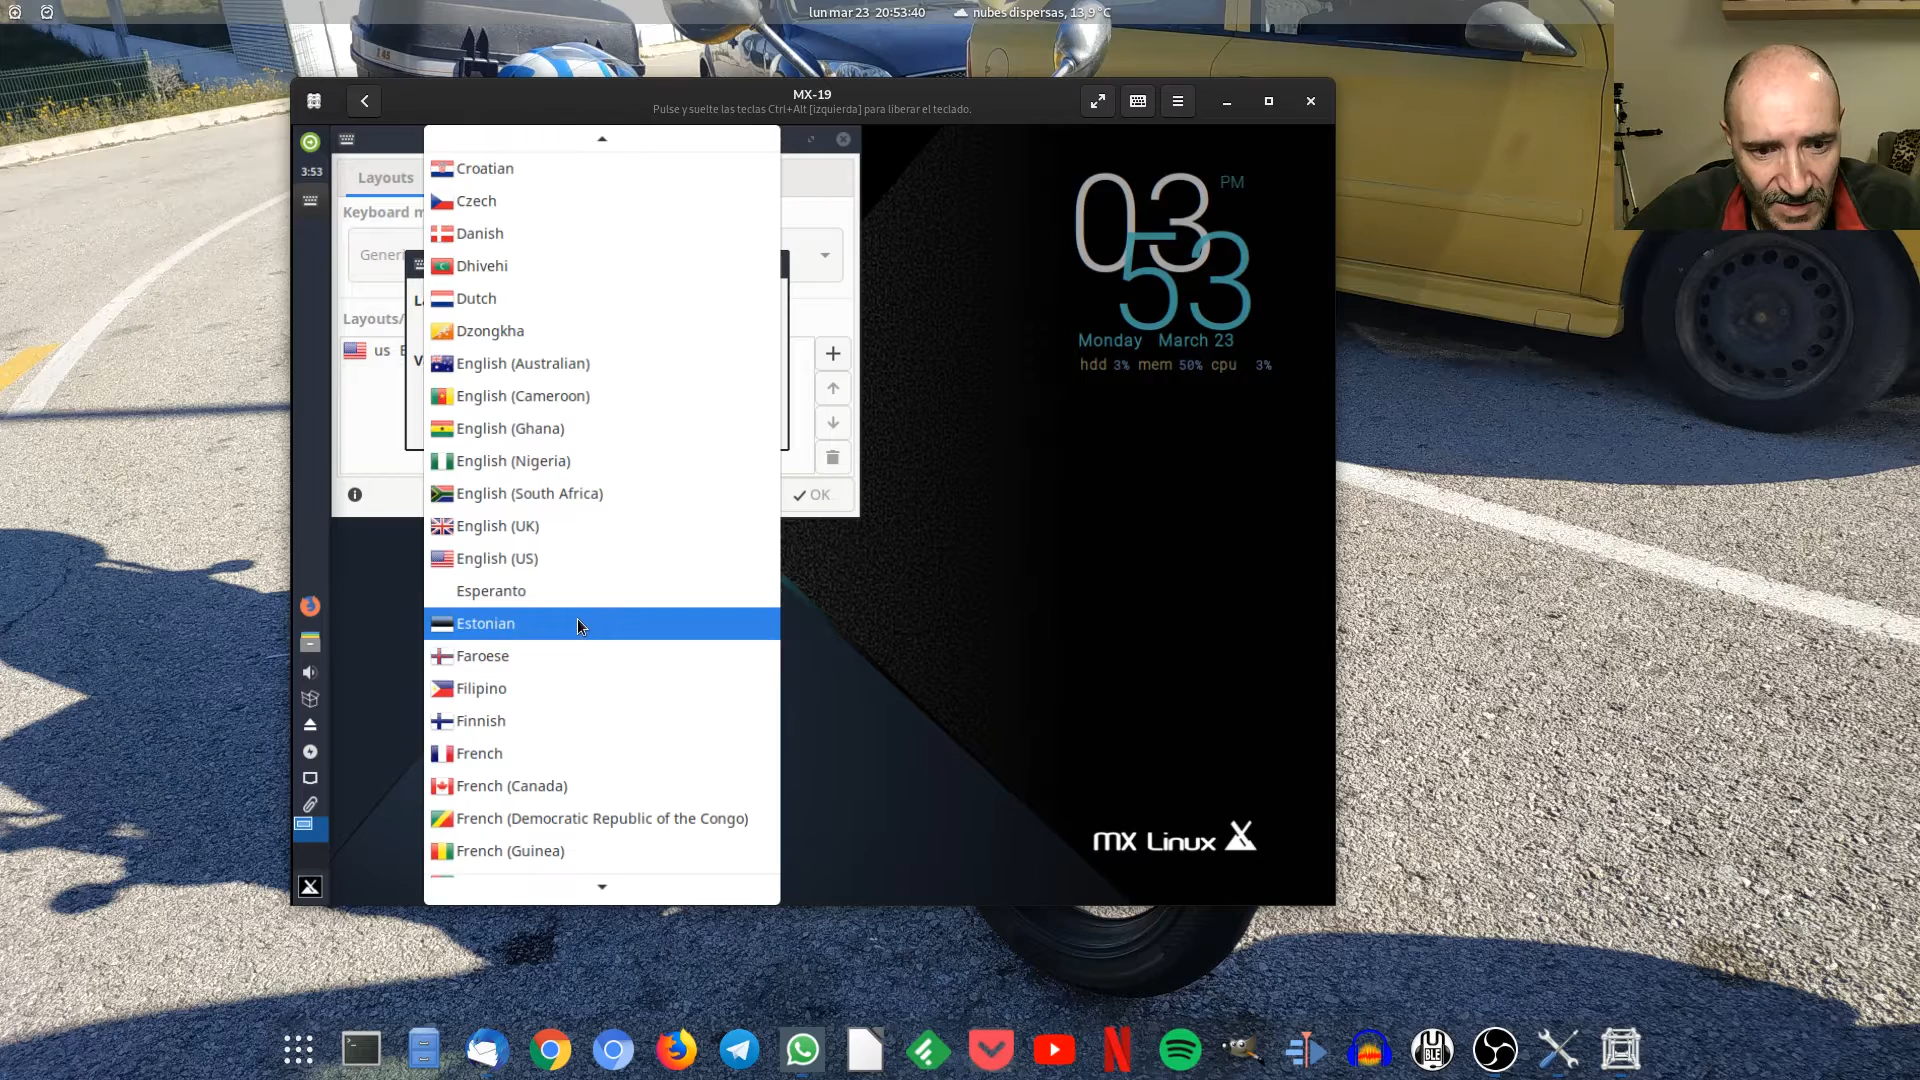 lun mar 23 20:53:40
nubes dispersas, 13,9 °C
MX-19
Pulse y suelte las teclas Ctrl+Alt [izquierda] para liberar el teclado.
3:53
Layouts
Keyboard m
Generi
Layouts/
us E
OK
Croatian
Czech
Danish
Dhivehi
Dutch
Dzongkha
English (Australian)
English (Cameroon)
English (Ghana)
English (Nigeria)
English (South Africa)
English (UK)
English (US)
Esperanto
Estonian
Faroese
Filipino
Finnish
French
French (Canada)
French (Democratic Republic of the Congo)
French (Guinea)
03 PM
53
Monday March 23
hdd 3% mem 50% cpu 3%
MX Linux